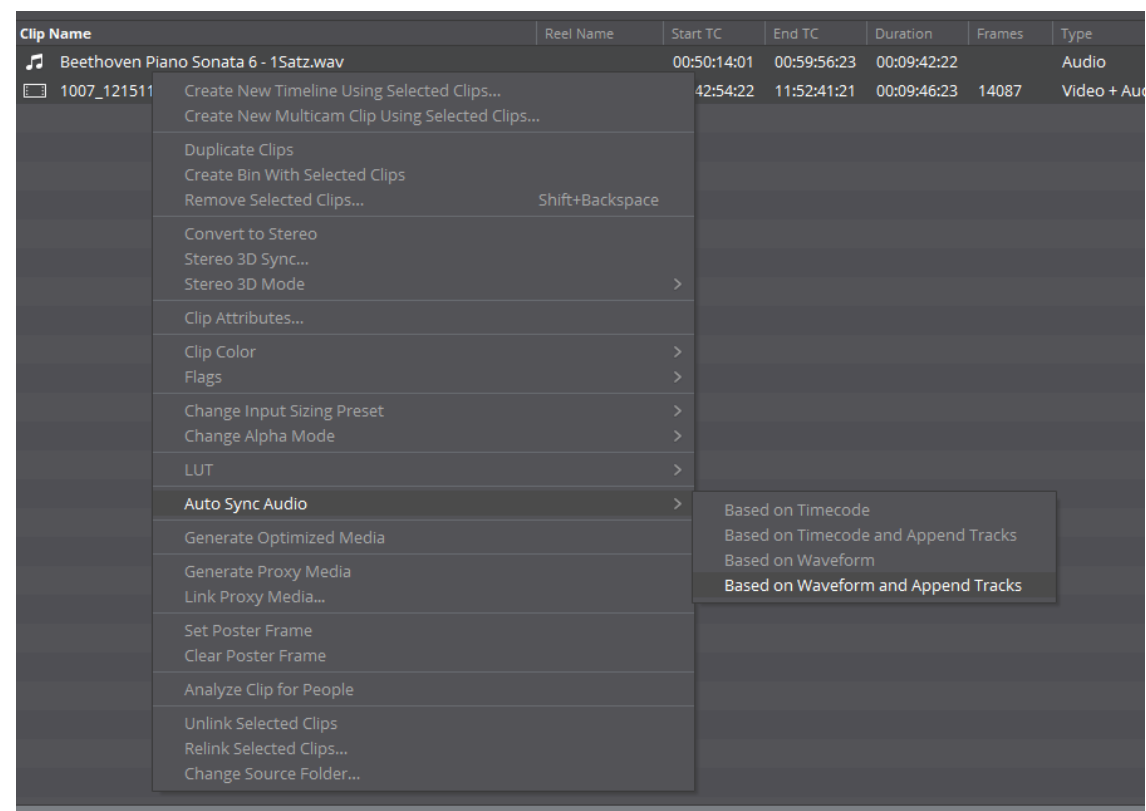 Clip Name Reel Name Start TC End TC Duration Frames Type
Beethoven Piano Sonata 6 - 1Satz.wav 00:50:14:01 00:59:56:23 00:09:42:22 Audio
1007_121511 42:54:22 11:52:41:21 00:09:46:23 14087 Video + Aud
Create New Timeline Using Selected Clips...
Create New Multicam Clip Using Selected Clips...
Duplicate Clips
Create Bin With Selected Clips
Remove Selected Clips... Shift+Backspace
Convert to Stereo
Stereo 3D Sync...
Stereo 3D Mode
Clip Attributes...
Clip Color
Flags
Change Input Sizing Preset
Change Alpha Mode
LUT
Auto Sync Audio
Based on Timecode
Based on Timecode and Append Tracks
Based on Waveform
Based on Waveform and Append Tracks
Generate Optimized Media
Generate Proxy Media
Link Proxy Media...
Set Poster Frame
Clear Poster Frame
Analyze Clip for People
Unlink Selected Clips
Relink Selected Clips...
Change Source Folder...